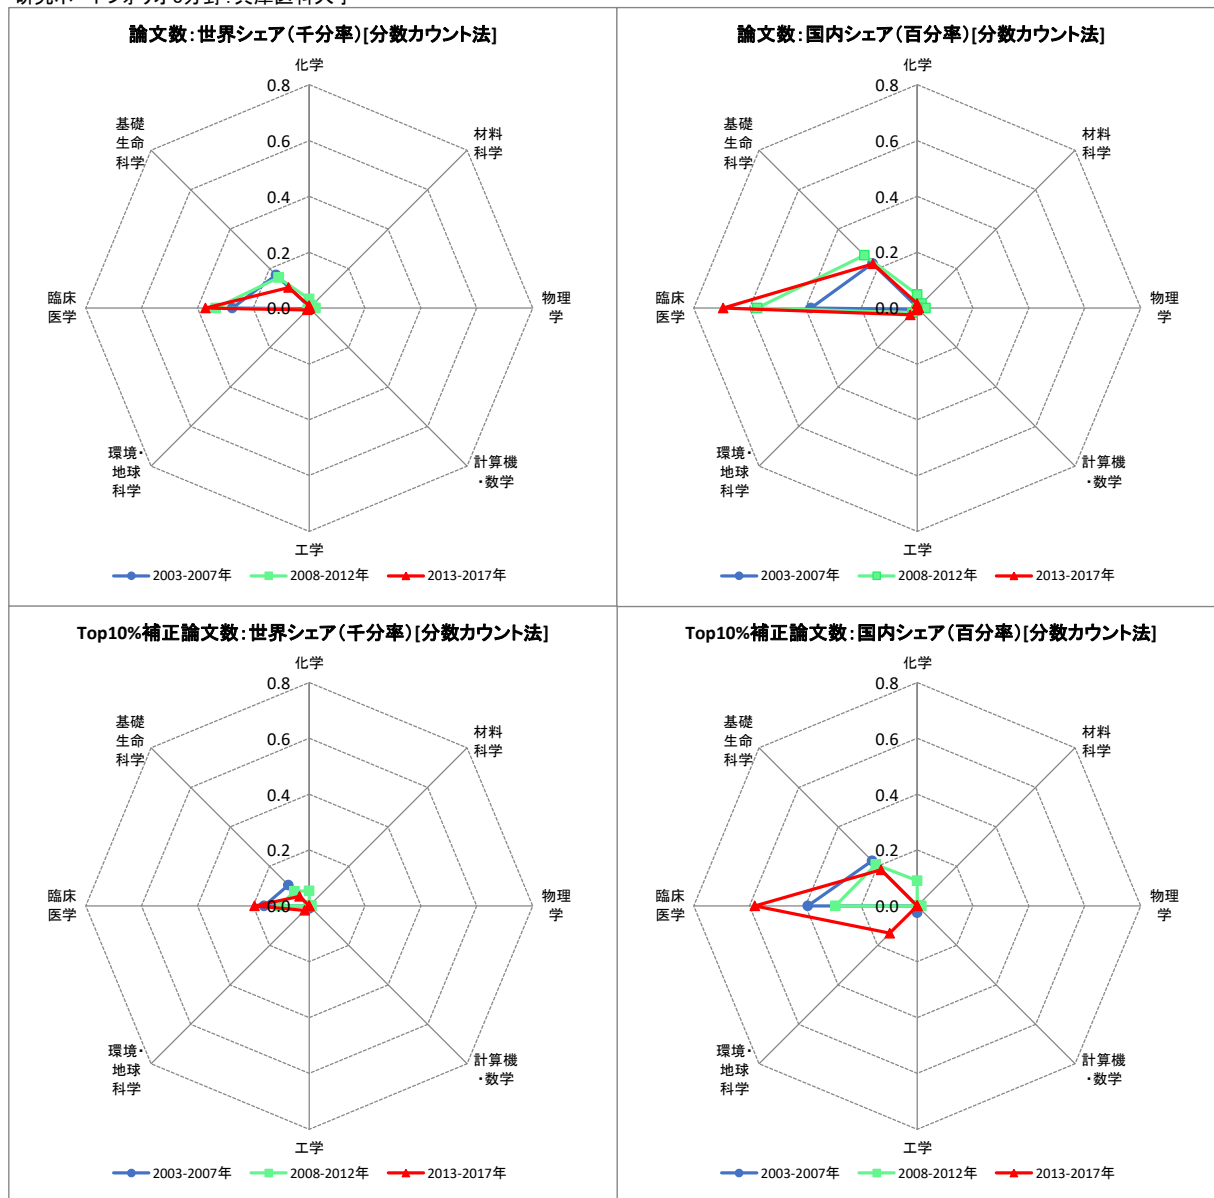 論文数：世界シェア（千分率）[分数カウント法]
化学
0.8
0.6
0.4
0.2
0.0
材料
科学
物理
学
計算機
・数学
工学
環境・
地球
科学
臨床
医学
基礎
生命
科学
2003-2007年 2008-2012年 2013-2017年
論文数：国内シェア（百分率）[分数カウント法]
化学
0.8
0.6
0.4
0.2
0.0
材料
科学
物理
学
計算機
・数学
工学
環境・
地球
科学
臨床
医学
基礎
生命
科学
2003-2007年 2008-2012年 2013-2017年
Top10%補正論文数：世界シェア（千分率）[分数カウント法]
化学
0.8
0.6
0.4
0.2
0.0
材料
科学
物理
学
計算機
・数学
工学
環境・
地球
科学
臨床
医学
基礎
生命
科学
2003-2007年 2008-2012年 2013-2017年
Top10%補正論文数：国内シェア（百分率）[分数カウント法]
化学
0.8
0.6
0.4
0.2
0.0
材料
科学
物理
学
計算機
・数学
工学
環境・
地球
科学
臨床
医学
基礎
生命
科学
2003-2007年 2008-2012年 2013-2017年